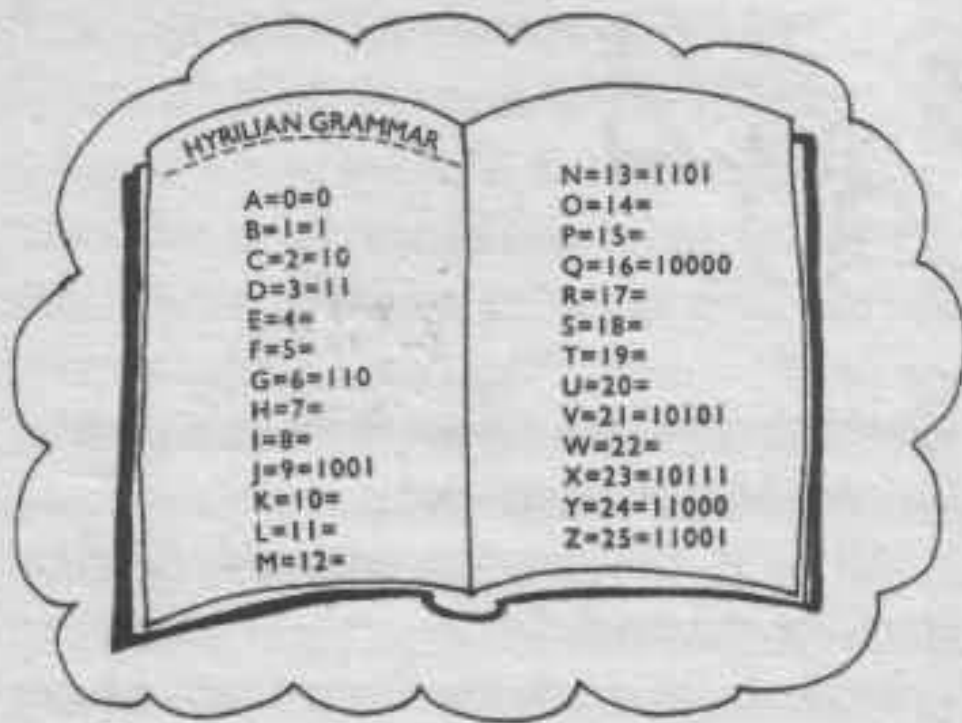 HYRILIAN GRAMMAR
A=0=0
B=1=1
C=2=10
D=3=11
E=4=
F=5=
G=6=110
H=7=
I=8=
J=9=1001
K=10=
L=11=
M=12=
N=13=1101
O=14=
P=15=
Q=16=10000
R=17=
S=18=
T=19=
U=20=
V=21=10101
W=22=
X=23=10111
Y=24=11000
Z=25=11001